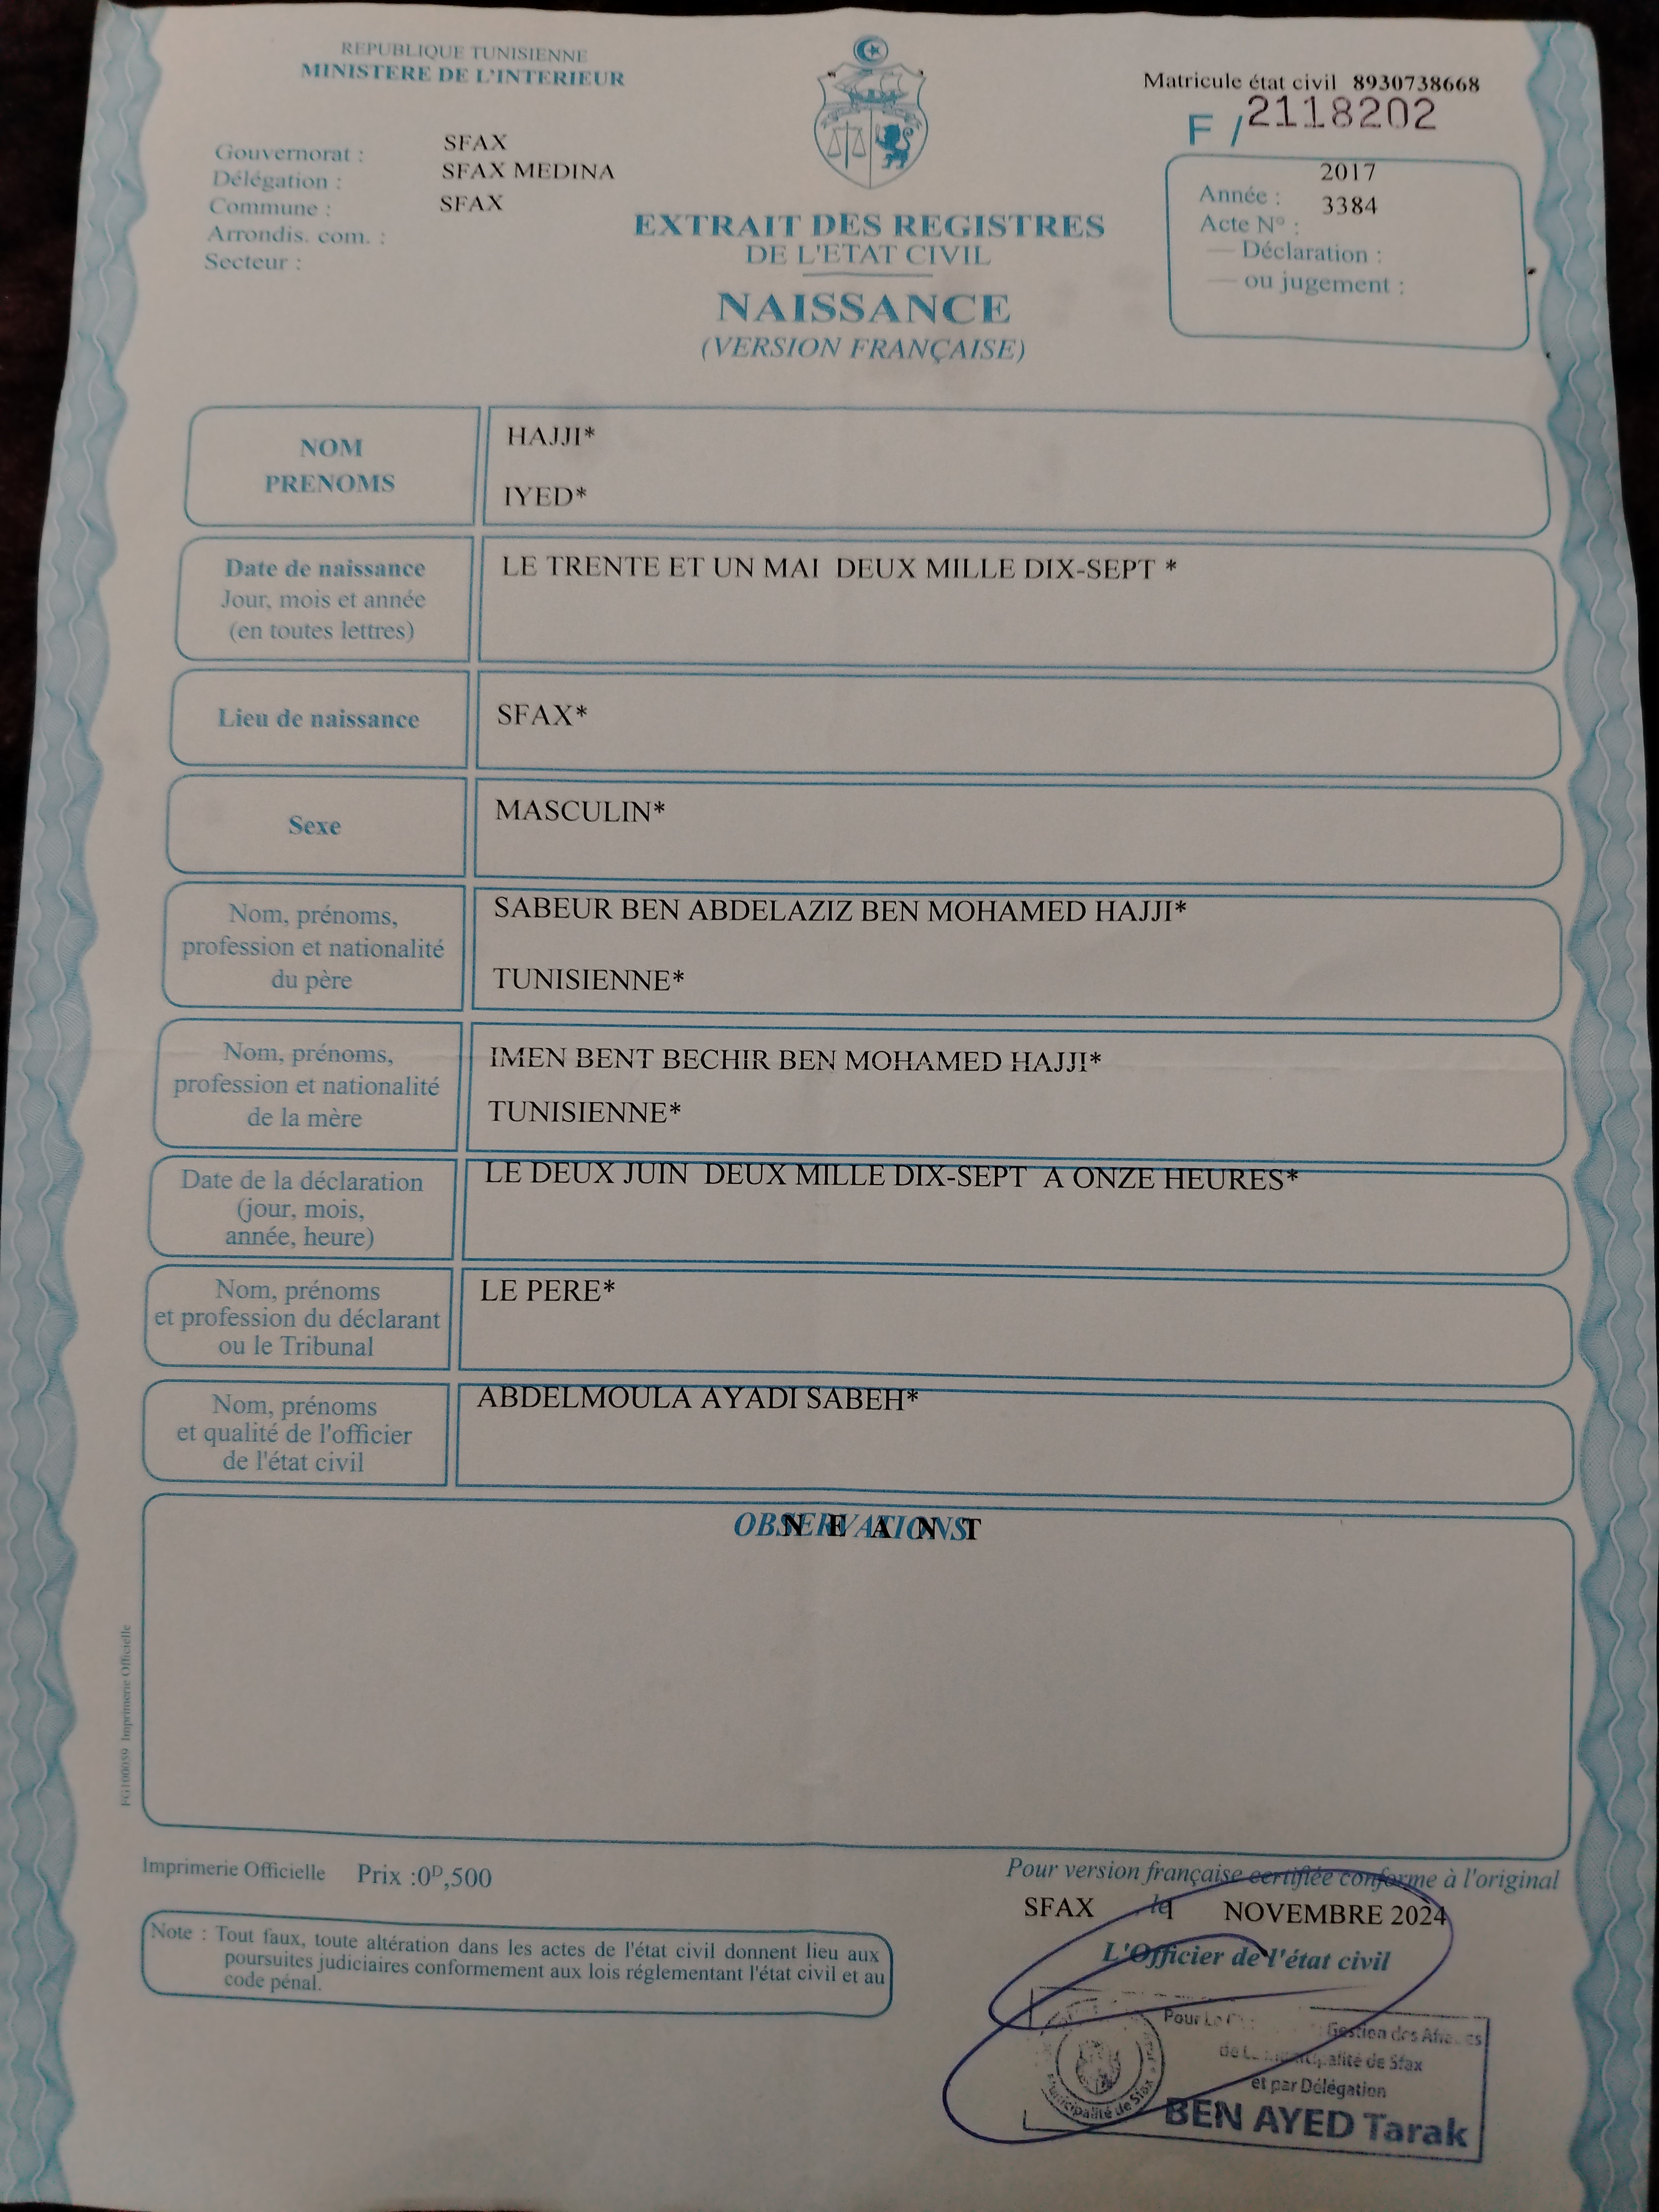 REPUBLIQUE TUNISIENNE
MINISTERE DE L'INTERIEUR
Matricule état civil 8930738668
F / 2118202
Gouvernorat : SFAX
Délégation : SFAX MEDINA
Commune : SFAX
Arrondis. com. :
Secteur :
2017
Année :
3384
Acte N° :
— Déclaration :
— ou jugement :
EXTRAIT DES REGISTRES
DE L'ETAT CIVIL
NAISSANCE
(VERSION FRANÇAISE)
NOM
PRENOMS
HAJJI*
IYED*
Date de naissance
Jour, mois et année
(en toutes lettres)
LE TRENTE ET UN MAI DEUX MILLE DIX-SEPT *
Lieu de naissance
SFAX*
Sexe
MASCULIN*
Nom, prénoms,
profession et nationalité
du père
SABEUR BEN ABDELAZIZ BEN MOHAMED HAJJI*
TUNISIENNE*
Nom, prénoms,
profession et nationalité
de la mère
IMEN BENT BECHIR BEN MOHAMED HAJJI*
TUNISIENNE*
Date de la déclaration
(jour, mois,
année, heure)
LE DEUX JUIN DEUX MILLE DIX-SEPT A ONZE HEURES*
Nom, prénoms
et profession du déclarant
ou le Tribunal
LE PERE*
Nom, prénoms
et qualité de l'officier
de l'état civil
ABDELMOULA AYADI SABEH*
OBSERVATIONS
N E A N T
FG100059 Imprimerie Officielle
Imprimerie Officielle Prix :0ᴰ,500
Note : Tout faux, toute altération dans les actes de l'état civil donnent lieu aux
poursuites judiciaires conformement aux lois réglementant l'état civil et au
code pénal.
Pour version française certifiée conforme à l'original
SFAX , le NOVEMBRE 2024
L'Officier de l'état civil
Pour Gestion des
de Sfax
et par Délégation
BEN AYED Tarak
Municipalité de Sfax